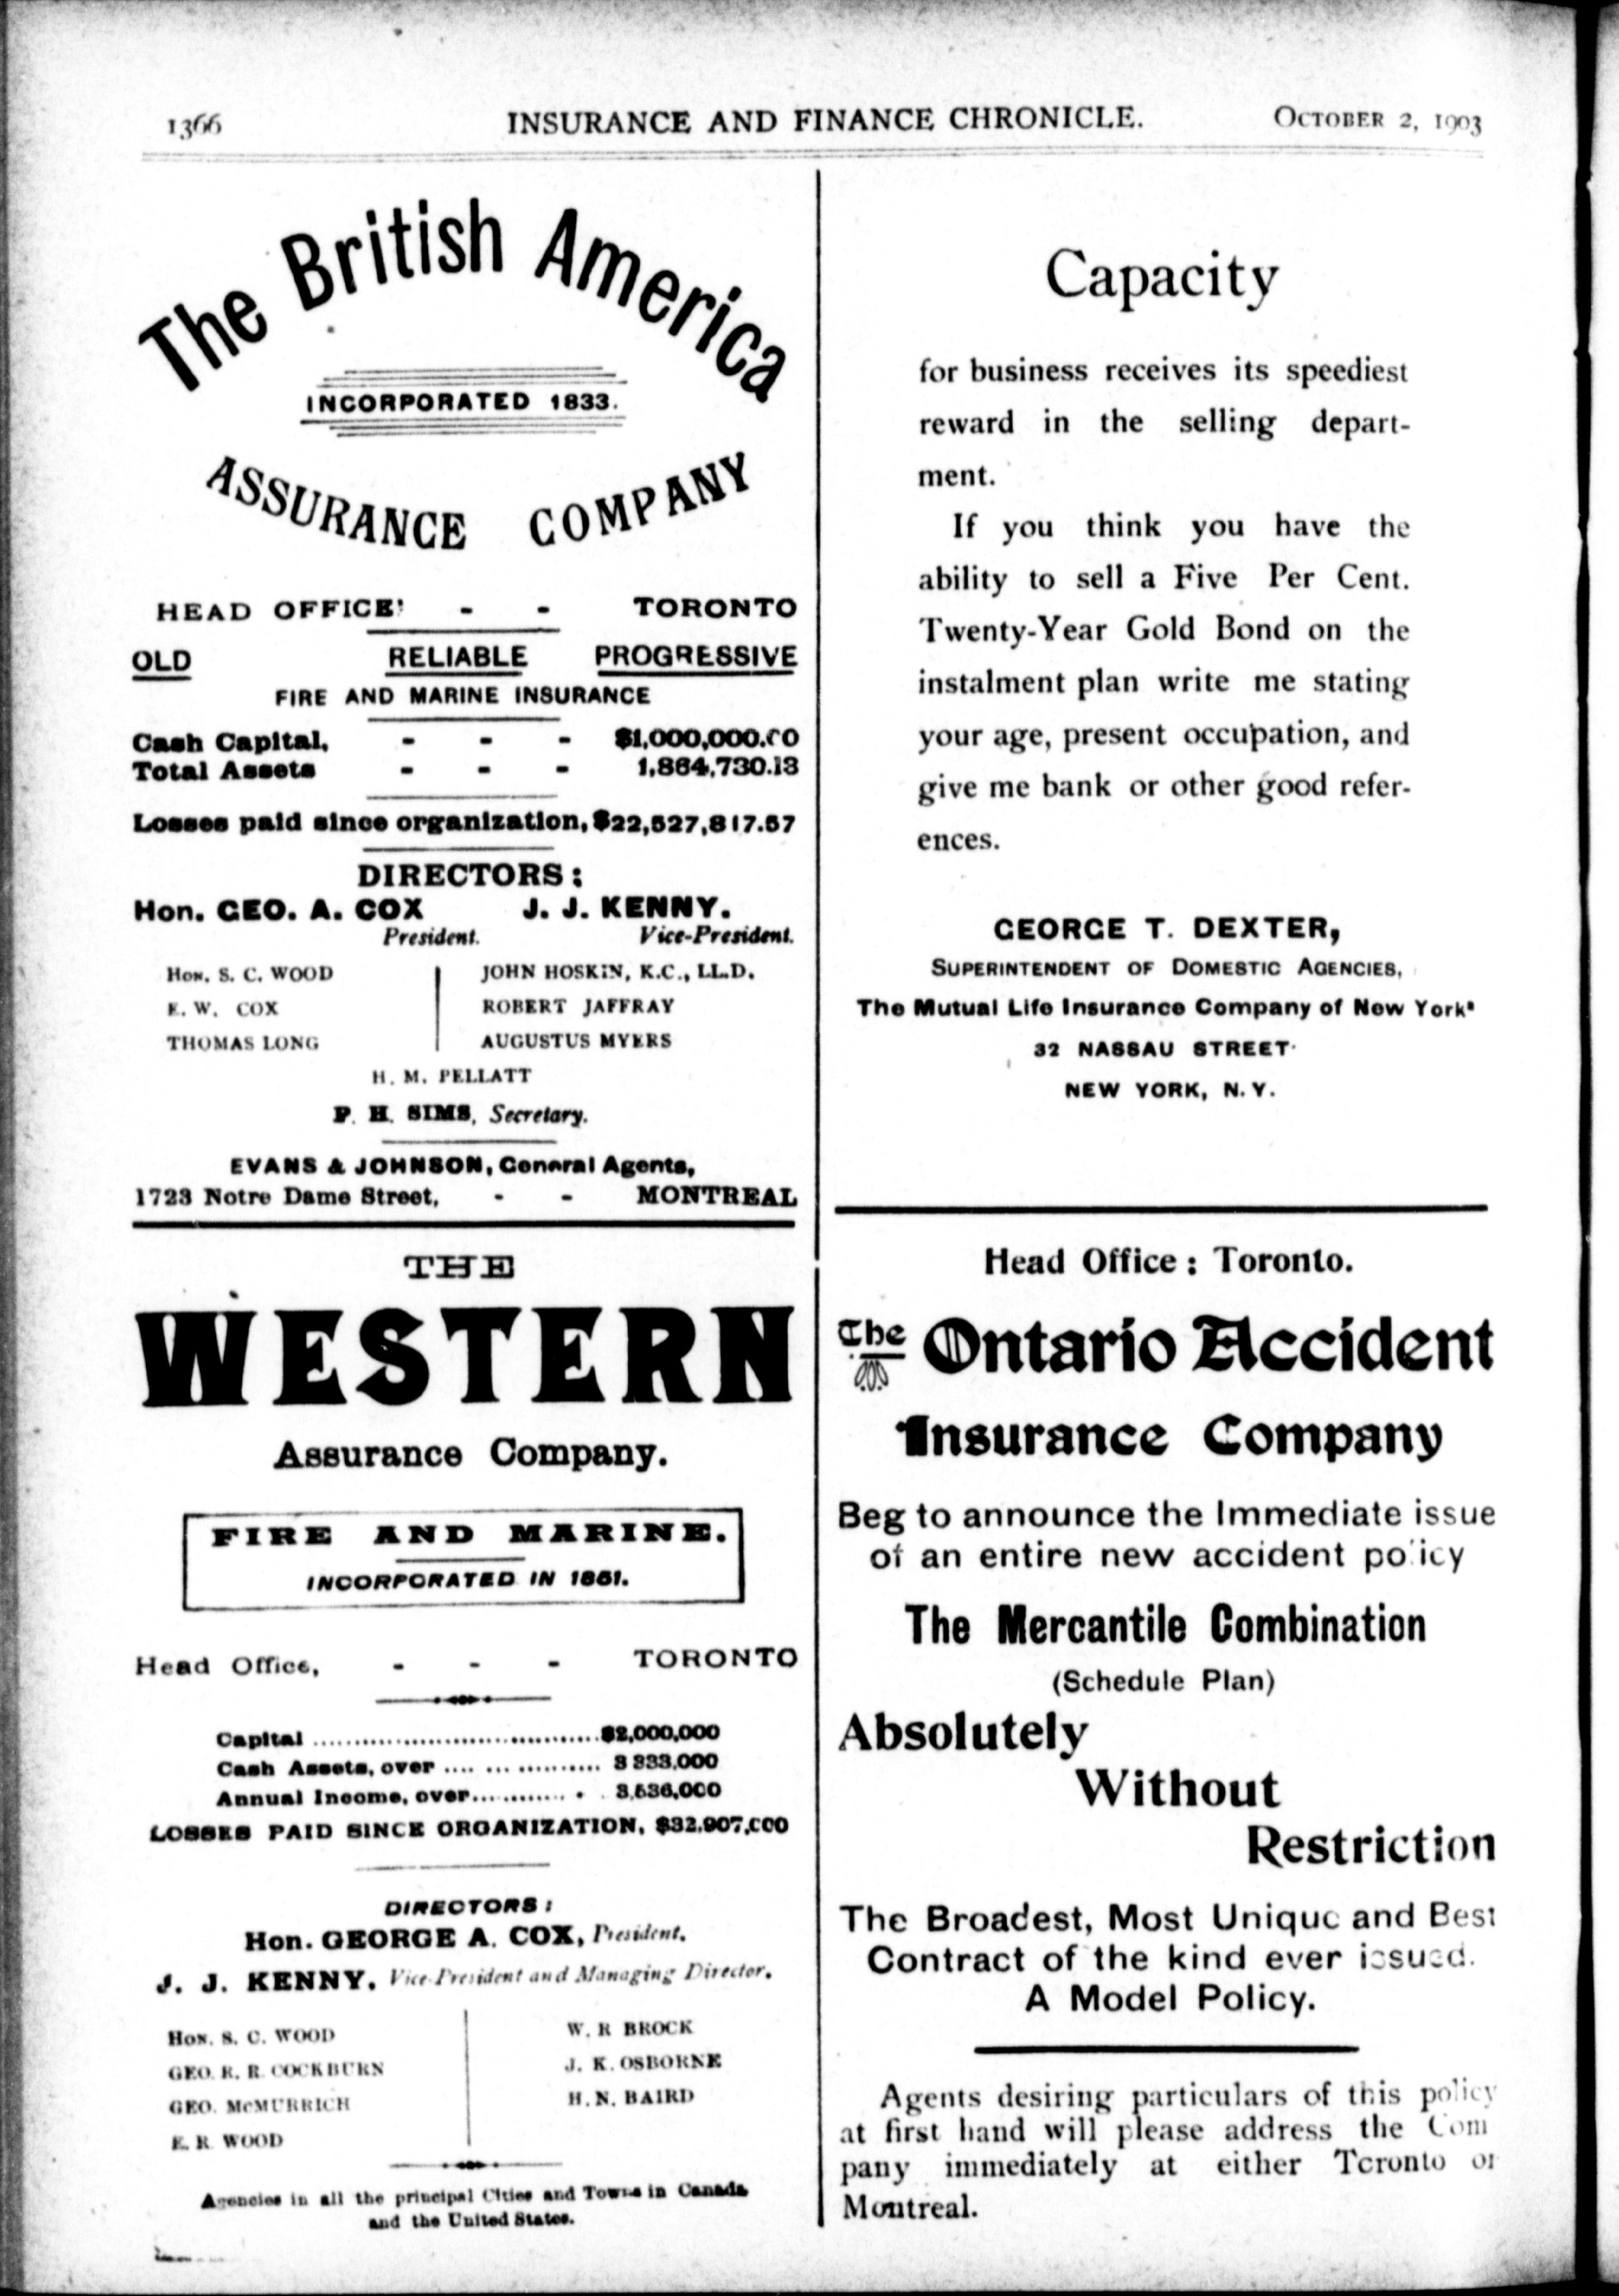 1366 INSURANCE AND FINANCE CHRONICLE. OCTOBER 2, 1903
The British America
INCORPORATED 1833.
ASSURANCE COMPANY
HEAD OFFICE - - TORONTO
OLD RELIABLE PROGRESSIVE
FIRE AND MARINE INSURANCE
Cash Capital, - - - $1,000,000.00
Total Assets - - - 1,864,730.13
Losses paid since organization, $22,527,817.57
DIRECTORS:
Hon. GEO. A. COX J. J. KENNY.
President. Vice-President.
HON. S. C. WOOD JOHN HOSKIN, K.C., LL.D.
E. W. COX ROBERT JAFFRAY
THOMAS LONG AUGUSTUS MYERS
H. M. PELLATT
P. H. SIMS, Secretary.
EVANS & JOHNSON, General Agents,
1723 Notre Dame Street, - - MONTREAL
THE
WESTERN
Assurance Company.
FIRE AND MARINE.
INCORPORATED IN 1851.
Head Office, - - - TORONTO
Capital ........................................ $2,000,000
Cash Assets, over .... ... .......... 3 333,000
Annual Income, over............. . . 3,536,000
LOSSES PAID SINCE ORGANIZATION, $32,907,000
DIRECTORS:
Hon. GEORGE A. COX, President.
J. J. KENNY, Vice-President and Managing Director.
HON. S. C. WOOD W. R BROCK
GEO. R. R. COCKBURN J. K. OSBORNE
GEO. McMURRICH H. N. BAIRD
E. R. WOOD
Agencies in all the principal Cities and Towns in Canada
and the United States.
Capacity
for business receives its speediest
reward in the selling depart-
ment.
If you think you have the
ability to sell a Five Per Cent.
Twenty-Year Gold Bond on the
instalment plan write me stating
your age, present occupation, and
give me bank or other good refer-
ences.
GEORGE T. DEXTER,
SUPERINTENDENT OF DOMESTIC AGENCIES,
The Mutual Life Insurance Company of New York
32 NASSAU STREET
NEW YORK, N. Y.
Head Office: Toronto.
The Ontario Accident
Insurance Company
Beg to announce the Immediate issue
of an entire new accident policy
The Mercantile Combination
(Schedule Plan)
Absolutely
Without
Restriction
The Broadest, Most Unique and Best
Contract of the kind ever issued.
A Model Policy.
Agents desiring particulars of this policy
at first hand will please address the Com
pany immediately at either Toronto or
Montreal.